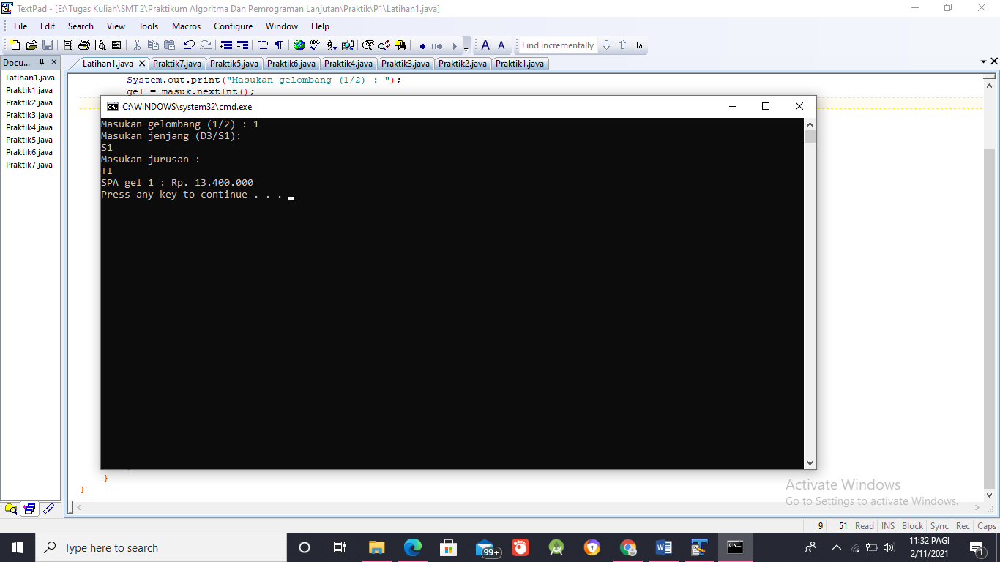 TextPad - [E:\Tugas Kuliah\SMT 2\Praktikum Algoritma Dan Pemrograman Lanjutan\Praktik\P1\Latihan1.java]
File Edit Search View Tools Macros Configure Window Help
Find incrementally
Docu... Latihan1.java Praktik7.java Praktik5.java Praktik6.java Praktik4.java Praktik3.java Praktik2.java Praktik1.java
Latihan1.java
Praktik1.java
Praktik2.java
Praktik3.java
Praktik4.java
Praktik5.java
Praktik6.java
Praktik7.java
System.out.print("Masukan gelombang (1/2) : ");
gel = masuk.nextInt();
C:\WINDOWS\system32\cmd.exe
Masukan gelombang (1/2) : 1
Masukan jenjang (D3/S1):
S1
Masukan jurusan :
TI
SPA gel 1 : Rp. 13.400.000
Press any key to continue . . .
}
}
Activate Windows
Go to Settings to activate Windows.
9 51 Read INS Block Sync Rec Caps
Type here to search
99+
11:32 PAGI
2/11/2021
1